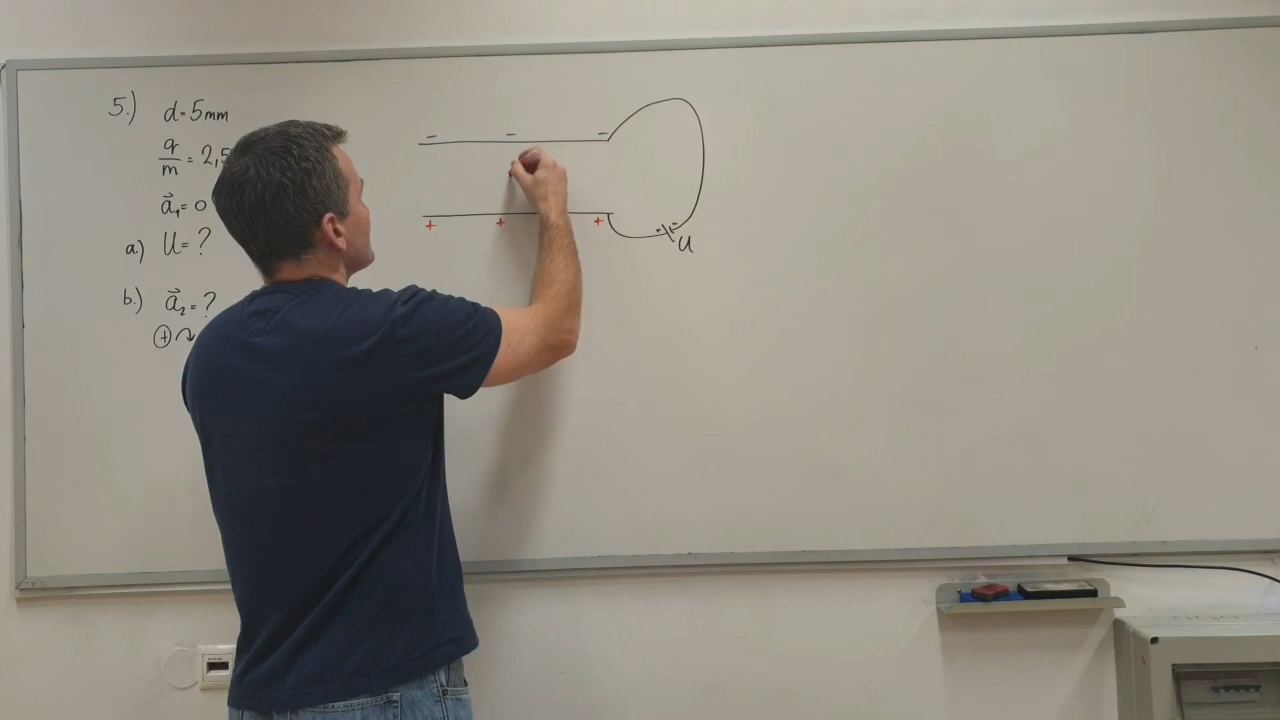 5.) d=5mm
q/m = 2,5
a⃗₁=0
a.) U=?
b.) a⃗₂=?
⊕↷
- - -
+ + +
U